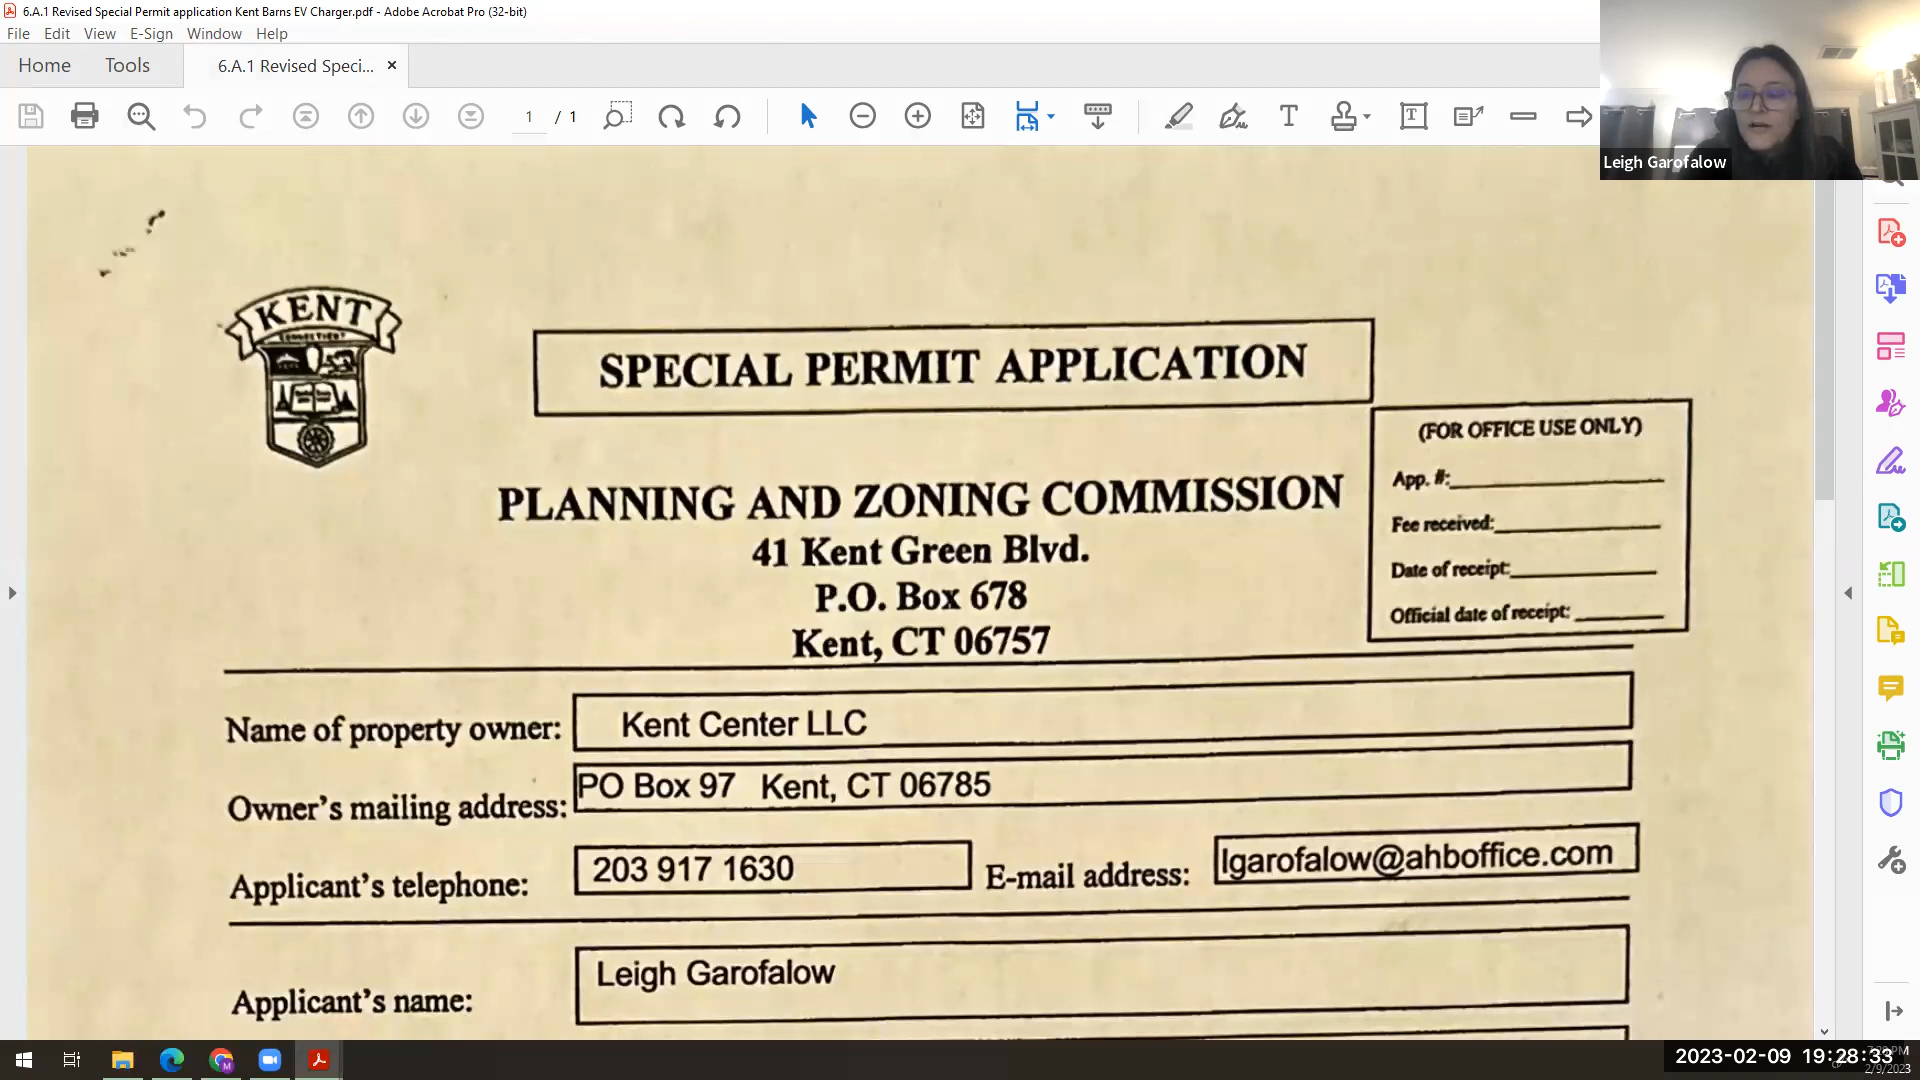 6.A.1 Revised Special Permit application Kent Barns EV Charger.pdf - Adobe Acrobat Pro (32-bit)
File Edit View E-Sign Window Help
Home Tools 6.A.1 Revised Speci... ×
1 / 1
Leigh Garofalow
KENT
CONNECTICUT
SPECIAL PERMIT APPLICATION
(FOR OFFICE USE ONLY)
App. #:
Fee received:
Date of receipt:
Official date of receipt:
PLANNING AND ZONING COMMISSION
41 Kent Green Blvd.
P.O. Box 678
Kent, CT 06757
Name of property owner: Kent Center LLC
Owner's mailing address: PO Box 97 Kent, CT 06785
Applicant's telephone: 203 917 1630 E-mail address: lgarofalow@ahboffice.com
Applicant's name: Leigh Garofalow
2023-02-09 19:28:33
2/9/2023